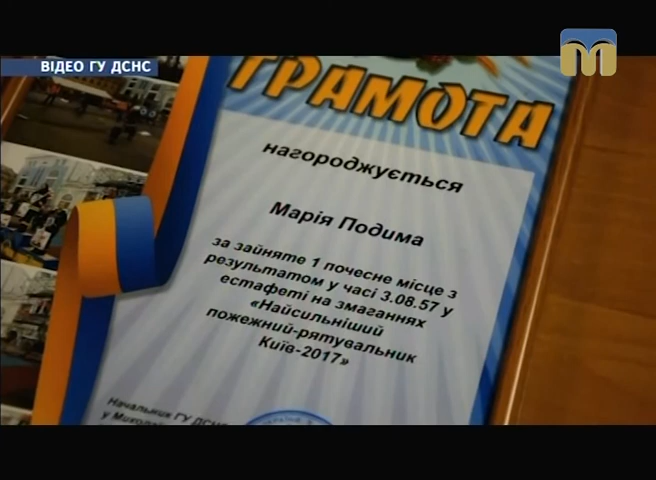 ВІДЕО ГУ ДСНС
ГРАМОТА
нагороджується
Марія Подима
за зайняте 1 почесне місце з
результатом у часі 3.08.57 у
естафеті на змаганнях
«Найсильніший
пожежний-рятувальник
Київ-2017»
Начальник ГУ ДСНС